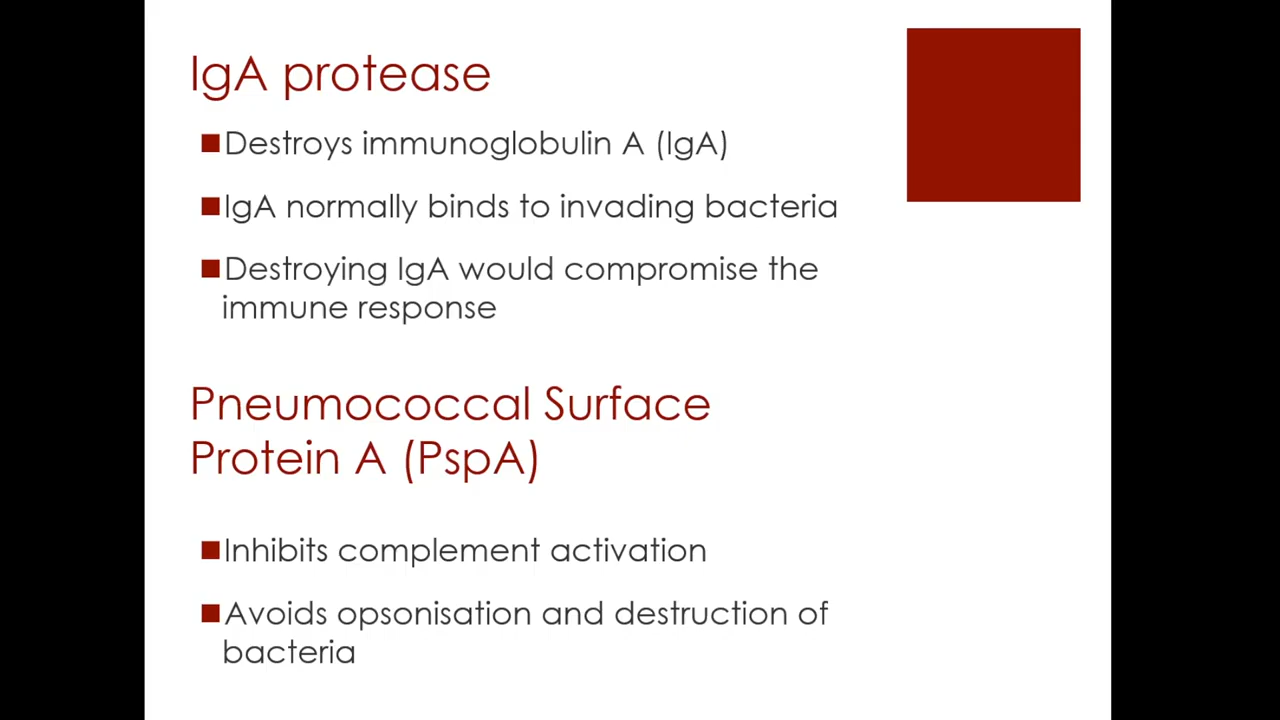 IgA protease
Destroys immunoglobulin A (IgA)
IgA normally binds to invading bacteria
Destroying IgA would compromise the
immune response
Pneumococcal Surface
Protein A (PspA)
Inhibits complement activation
Avoids opsonisation and destruction of
bacteria